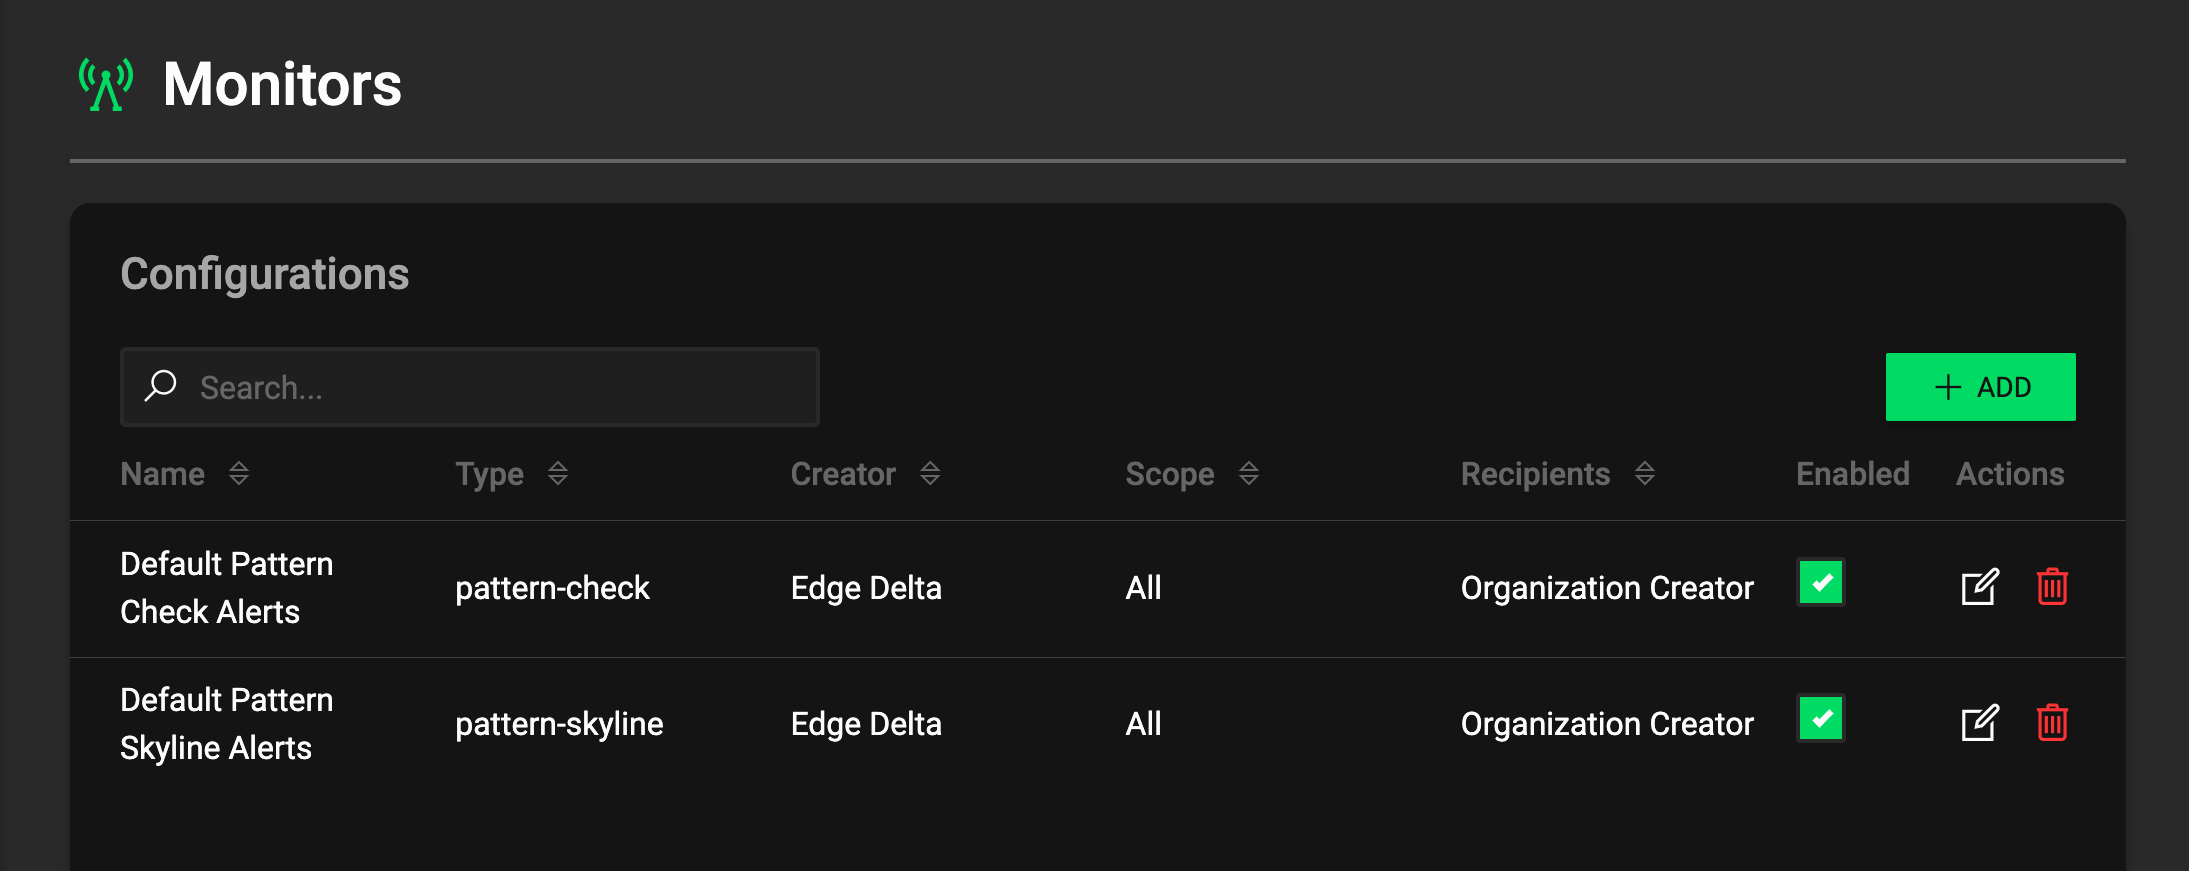 Monitors
Configurations
Search...
ADD
Name Type Creator Scope Recipients Enabled Actions
Default Pattern
Check Alerts
pattern-check Edge Delta All Organization Creator
Default Pattern
Skyline Alerts
pattern-skyline Edge Delta All Organization Creator